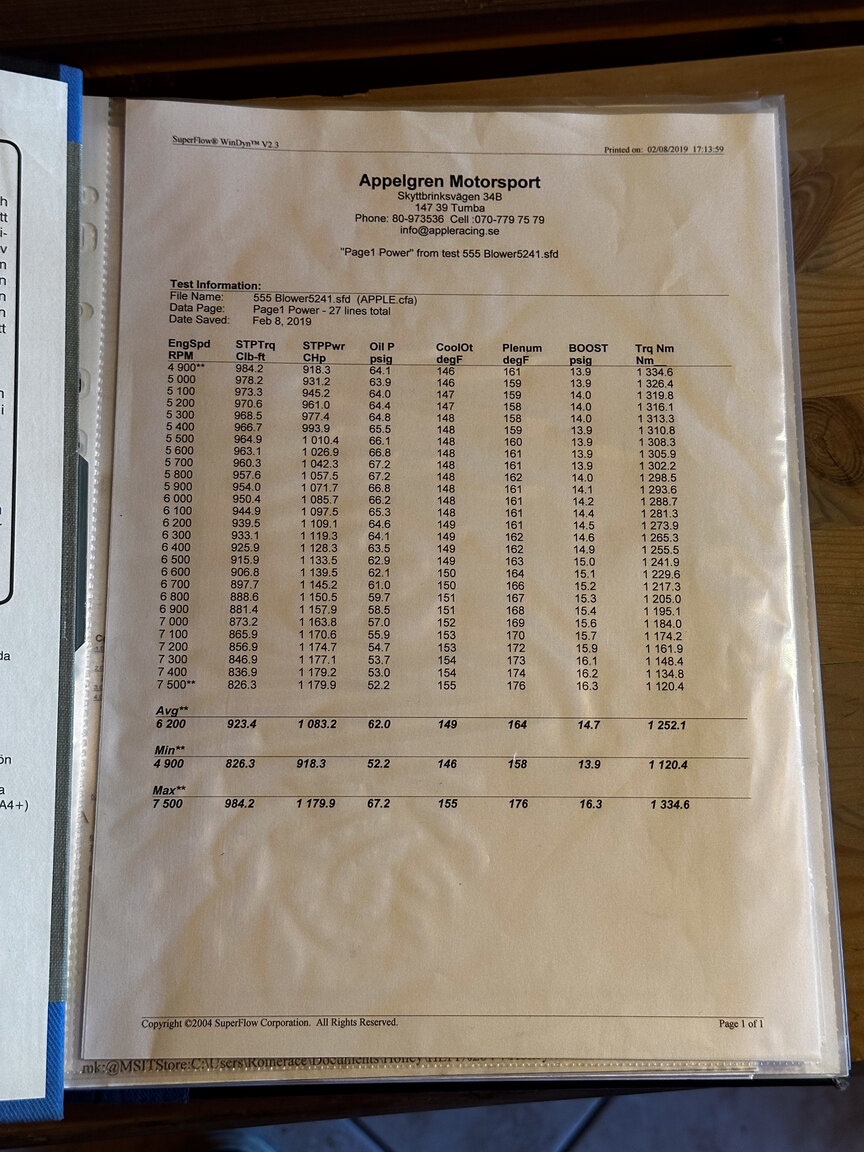 SuperFlow® WinDyn™ V2.3
Printed on: 02/08/2019 17:13:59
Appelgren Motorsport
Skyttbrinksvägen 34B
147 39 Tumba
Phone: 80-973536 Cell :070-779 75 79
info@appleracing.se
"Page1 Power" from test 555 Blower5241.sfd
Test Information:
File Name: 555 Blower5241.sfd (APPLE.cfa)
Data Page: Page1 Power - 27 lines total
Date Saved: Feb 8, 2019
EngSpd STPTrq STPPwr Oil P CoolOt Plenum BOOST Trq Nm
RPM Clb-ft CHp psig degF degF psig Nm
4 900** 984.2 918.3 64.1 146 161 13.9 1 334.6
5 000 978.2 931.2 63.9 146 159 13.9 1 326.4
5 100 973.3 945.2 64.0 147 159 14.0 1 319.8
5 200 970.6 961.0 64.4 147 158 14.0 1 316.1
5 300 968.5 977.4 64.8 148 158 14.0 1 313.3
5 400 966.7 993.9 65.5 148 159 13.9 1 310.8
5 500 964.9 1 010.4 66.1 148 160 13.9 1 308.3
5 600 963.1 1 026.9 66.8 148 161 13.9 1 305.9
5 700 960.3 1 042.3 67.2 148 161 13.9 1 302.2
5 800 957.6 1 057.5 67.2 148 162 14.0 1 298.5
5 900 954.0 1 071.7 66.8 148 161 14.1 1 293.6
6 000 950.4 1 085.7 66.2 148 161 14.2 1 288.7
6 100 944.9 1 097.5 65.3 148 161 14.4 1 281.3
6 200 939.5 1 109.1 64.6 149 161 14.5 1 273.9
6 300 933.1 1 119.3 64.1 149 162 14.6 1 265.3
6 400 925.9 1 128.3 63.5 149 162 14.9 1 255.5
6 500 915.9 1 133.5 62.9 149 163 15.0 1 241.9
6 600 906.8 1 139.5 62.1 150 164 15.1 1 229.6
6 700 897.7 1 145.2 61.0 150 166 15.2 1 217.3
6 800 888.6 1 150.5 59.7 151 167 15.3 1 205.0
6 900 881.4 1 157.9 58.5 151 168 15.4 1 195.1
7 000 873.2 1 163.8 57.0 152 169 15.6 1 184.0
7 100 865.9 1 170.6 55.9 153 170 15.7 1 174.2
7 200 856.9 1 174.7 54.7 153 172 15.9 1 161.9
7 300 846.9 1 177.1 53.7 154 173 16.1 1 148.4
7 400 836.9 1 179.2 53.0 154 174 16.2 1 134.8
7 500** 826.3 1 179.9 52.2 155 176 16.3 1 120.4
Avg**
6 200 923.4 1 083.2 62.0 149 164 14.7 1 252.1
Min**
4 900 826.3 918.3 52.2 146 158 13.9 1 120.4
Max**
7 500 984.2 1 179.9 67.2 155 176 16.3 1 334.6
Copyright ©2004 SuperFlow Corporation. All Rights Reserved.
Page 1 of 1
A4+)